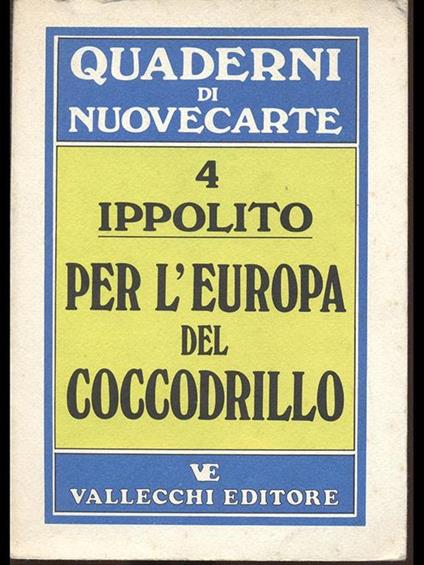 QUADERNI
DI
NUOVECARTE
4
IPPOLITO
PER L'EUROPA
DEL
COCCODRILLO
VE
VALLECCHI EDITORE